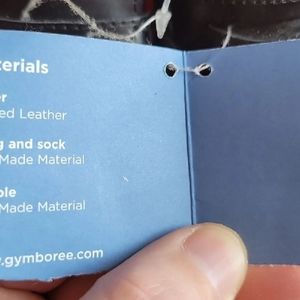 terials
er
ed Leather
g and sock
Made Material
ole
Made Material
.gymboree.com